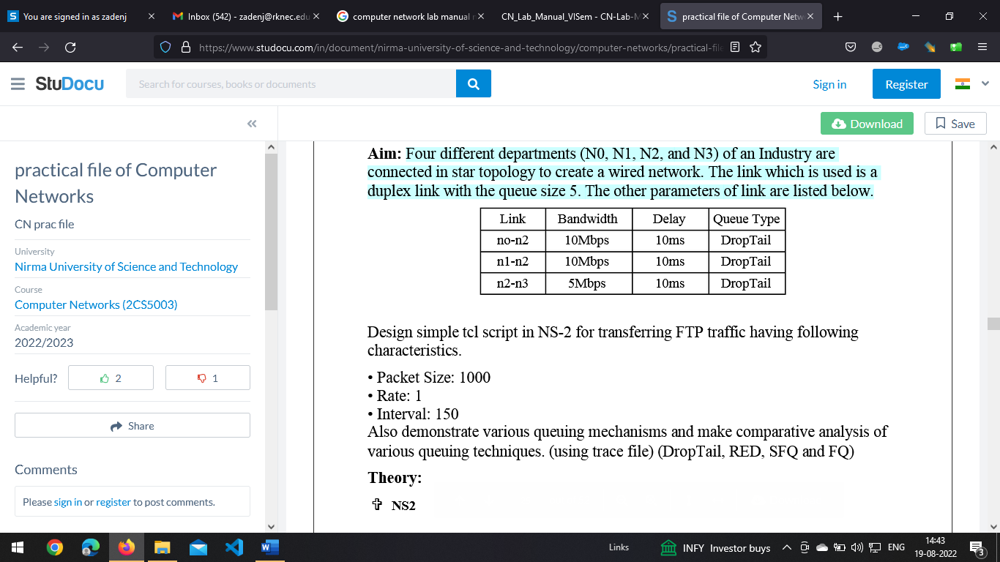 You are signed in as zadenj
Inbox (542) - zadenj@rknec.edu
computer network lab manual
CN_Lab_Manual_VISem - CN-Lab-M
practical file of Computer Netw
https://www.studocu.com/in/document/nirma-university-of-science-and-technology/computer-networks/practical-file
StuDocu
Search for courses, books or documents
Sign in
Register
Download
Save
practical file of Computer
Networks
CN prac file
University
Nirma University of Science and Technology
Course
Computer Networks (2CS5003)
Academic year
2022/2023
Helpful?
2
1
Share
Comments
Please sign in or register to post comments.
Aim: Four different departments (N0, N1, N2, and N3) of an Industry are
connected in star topology to create a wired network. The link which is used is a
duplex link with the queue size 5. The other parameters of link are listed below.
Link Bandwidth Delay Queue Type
no-n2 10Mbps 10ms DropTail
n1-n2 10Mbps 10ms DropTail
n2-n3 5Mbps 10ms DropTail
Design simple tcl script in NS-2 for transferring FTP traffic having following
characteristics.
• Packet Size: 1000
• Rate: 1
• Interval: 150
Also demonstrate various queuing mechanisms and make comparative analysis of
various queuing techniques. (using trace file) (DropTail, RED, SFQ and FQ)
Theory:
NS2
Links
INFY Investor buys
ENG
14:43
19-08-2022
3